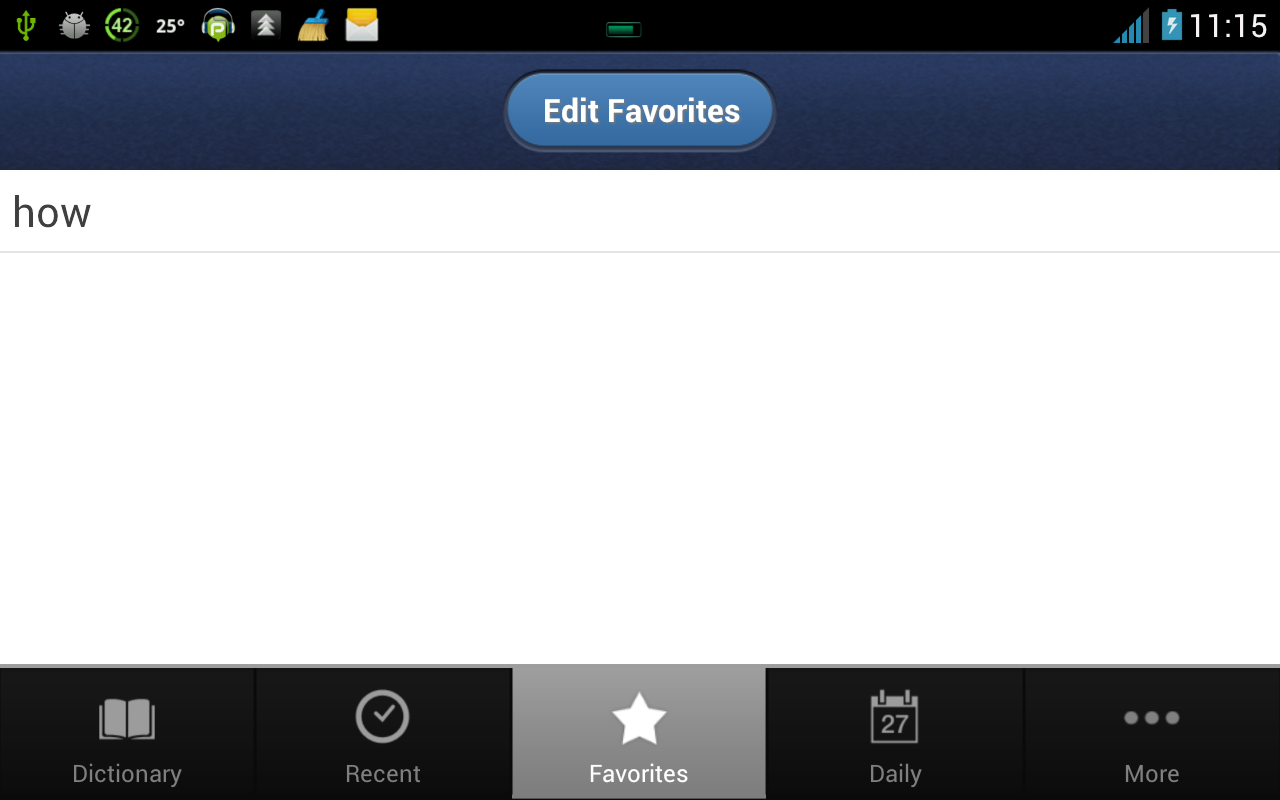 42 25° 11:15
Edit Favorites
how
27
Dictionary Recent Favorites Daily More